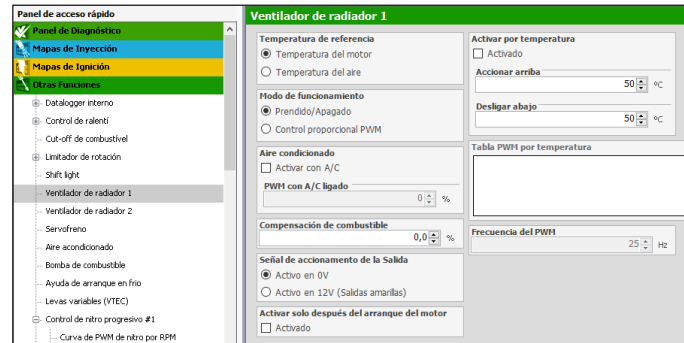 Panel de acceso rápido
Panel de Diagnóstico
Mapas de Inyección
Mapas de Ignición
Otras Funciones
Datalogger interno
Control de ralentí
Cut-off de combustível
Limitador de rotación
Shift light
Ventilador de radiador 1
Ventilador de radiador 2
Servofreno
Aire acondicionado
Bomba de combustible
Ayuda de arranque en frio
Levas variables (VTEC)
Control de nitro progresivo #1
Curva de PWM de nitro por RPM
Ventilador de radiador 1
Temperatura de referencia
Temperatura del motor
Temperatura del aire
Modo de funcionamiento
Prendido/Apagado
Control proporcional PWM
Aire condicionado
Activar con A/C
PWM con A/C ligado
0 %
Compensación de combustible
0,0 %
Señal de accionamento de la Salida
Activo en 0V
Activo en 12V (Salidas amarillas)
Activar solo después del arranque del motor
Activado
Activar por temperatura
Activado
Accionar arriba
50 ºC
Desligar abajo
50 ºC
Tabla PWM por temperatura
Frecuencia del PWM
25 Hz